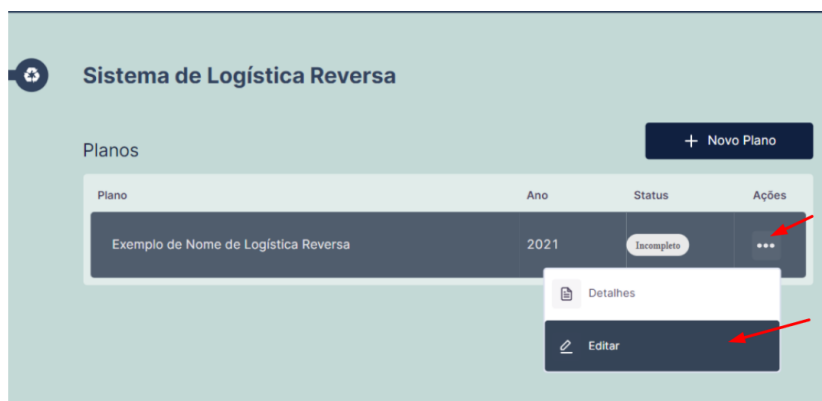 Sistema de Logística Reversa
Planos
+ Novo Plano
Plano Ano Status Ações
Exemplo de Nome de Logística Reversa 2021 Incompleto
Detalhes
Editar